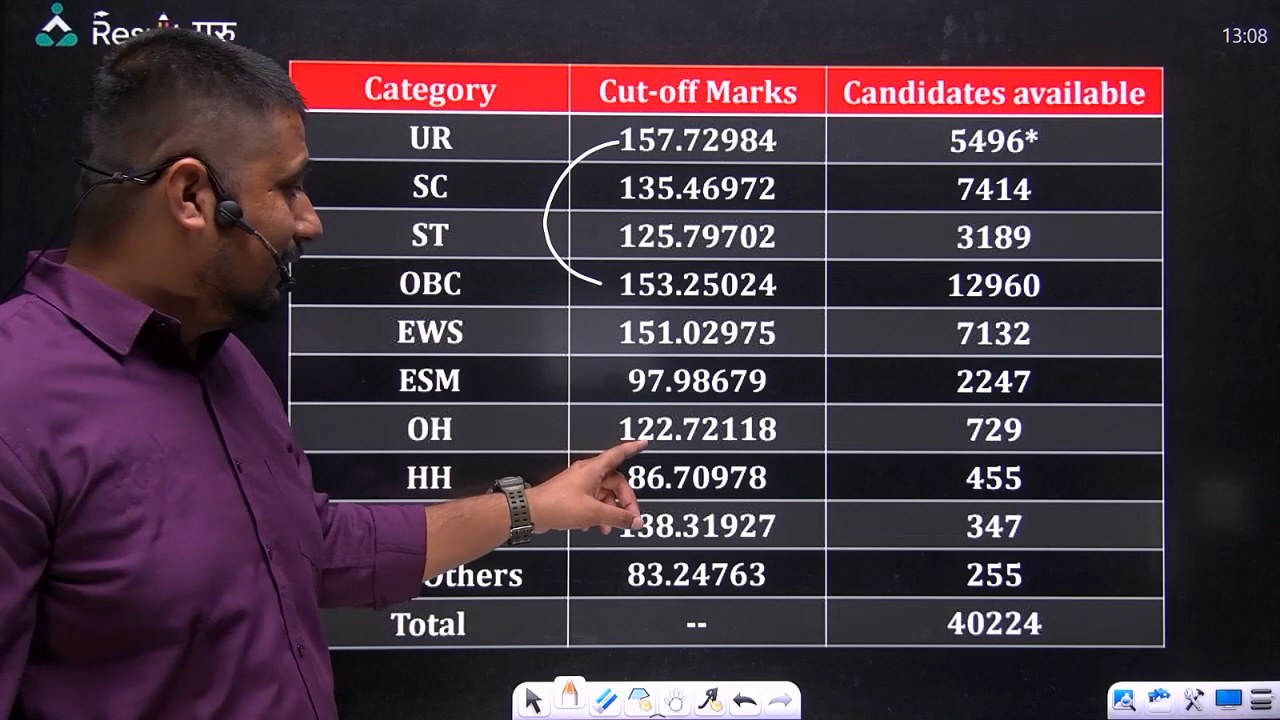 13:08
Category Cut-off Marks Candidates available
UR 157.72984 5496*
SC 135.46972 7414
ST 125.79702 3189
OBC 153.25024 12960
EWS 151.02975 7132
ESM 97.98679 2247
OH 122.72118 729
HH 86.70978 455
138.31927 347
Others 83.24763 255
Total -- 40224